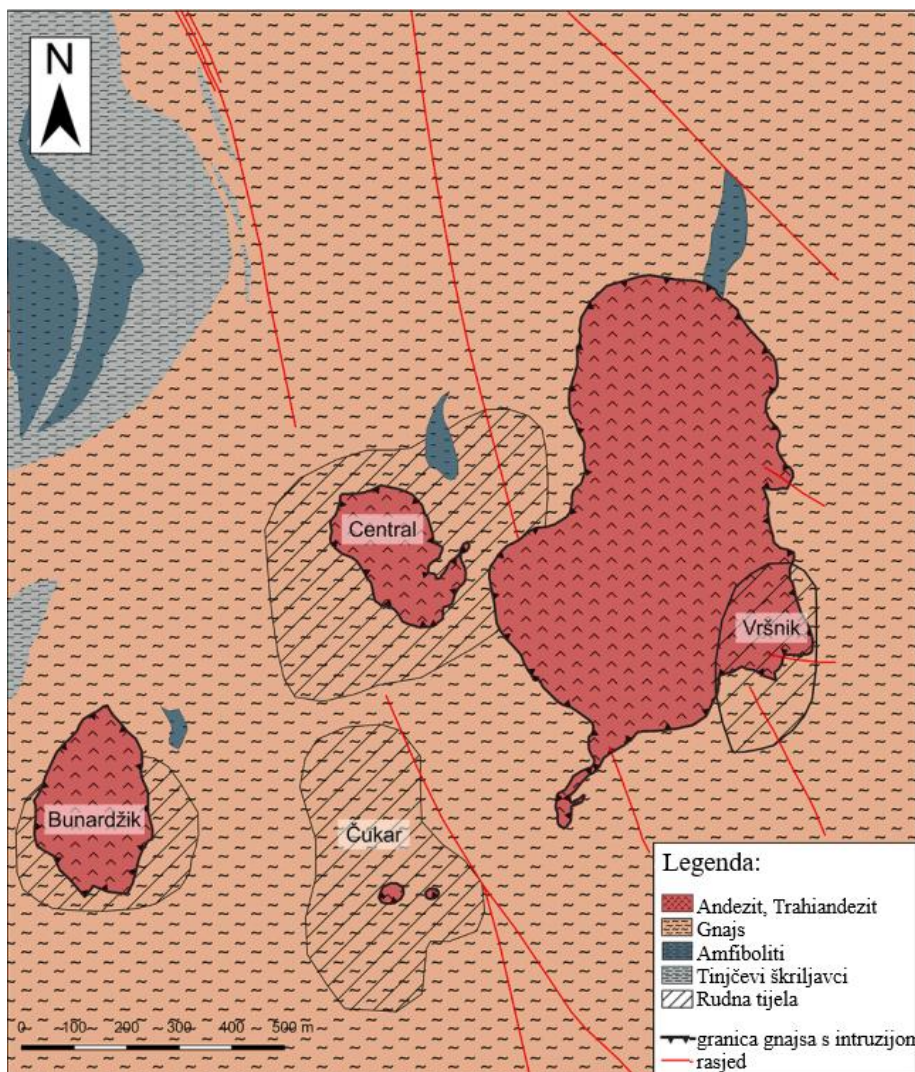 N
Central
Vršnik
Bunardžik
Čukar
0 100 200 300 400 500 m
Legenda:
Andezit, Trahiandezit
Gnajs
Amfiboliti
Tinjčevi škriljavci
Rudna tijela
granica gnajsa s intruzijom
rasjed